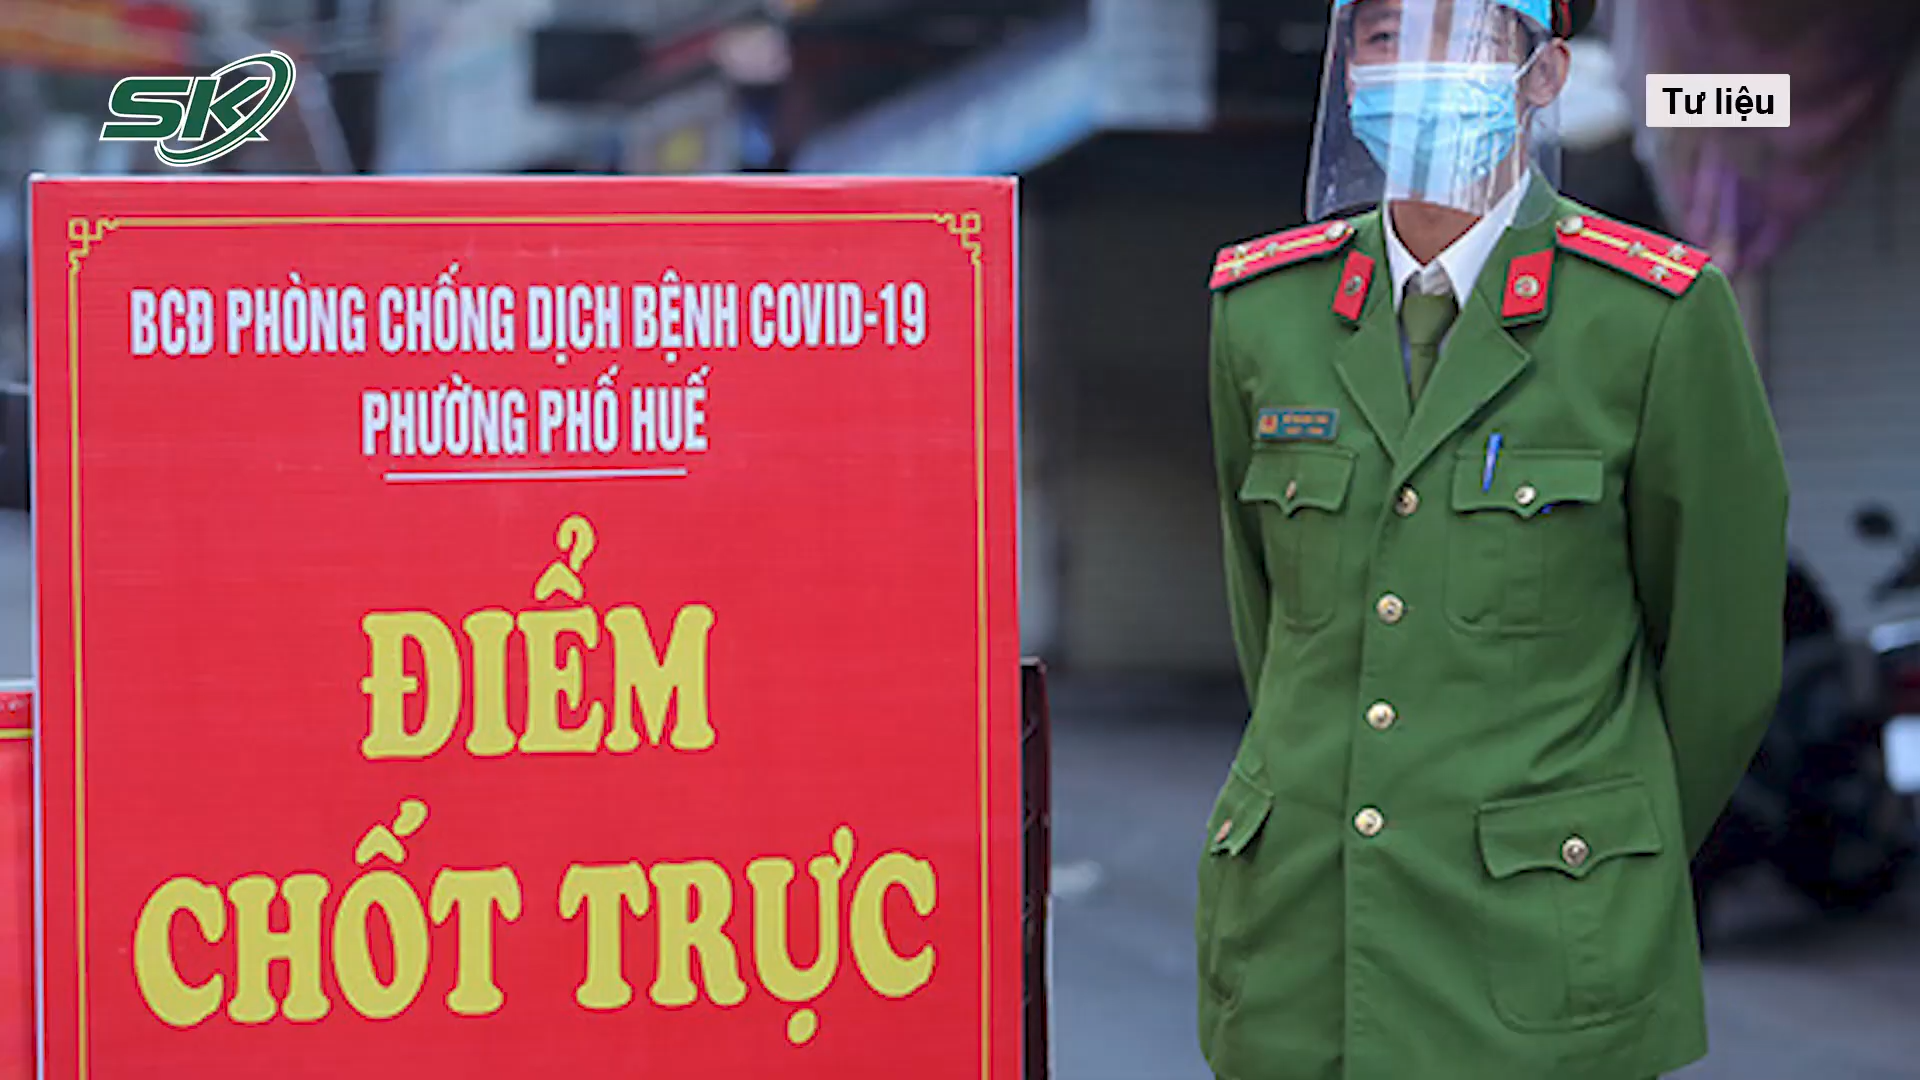 SK
Tư liệu
BCĐ PHÒNG CHỐNG DỊCH BỆNH COVID-19
PHƯỜNG PHỐ HUẾ
ĐIỂM
CHỐT TRỰC